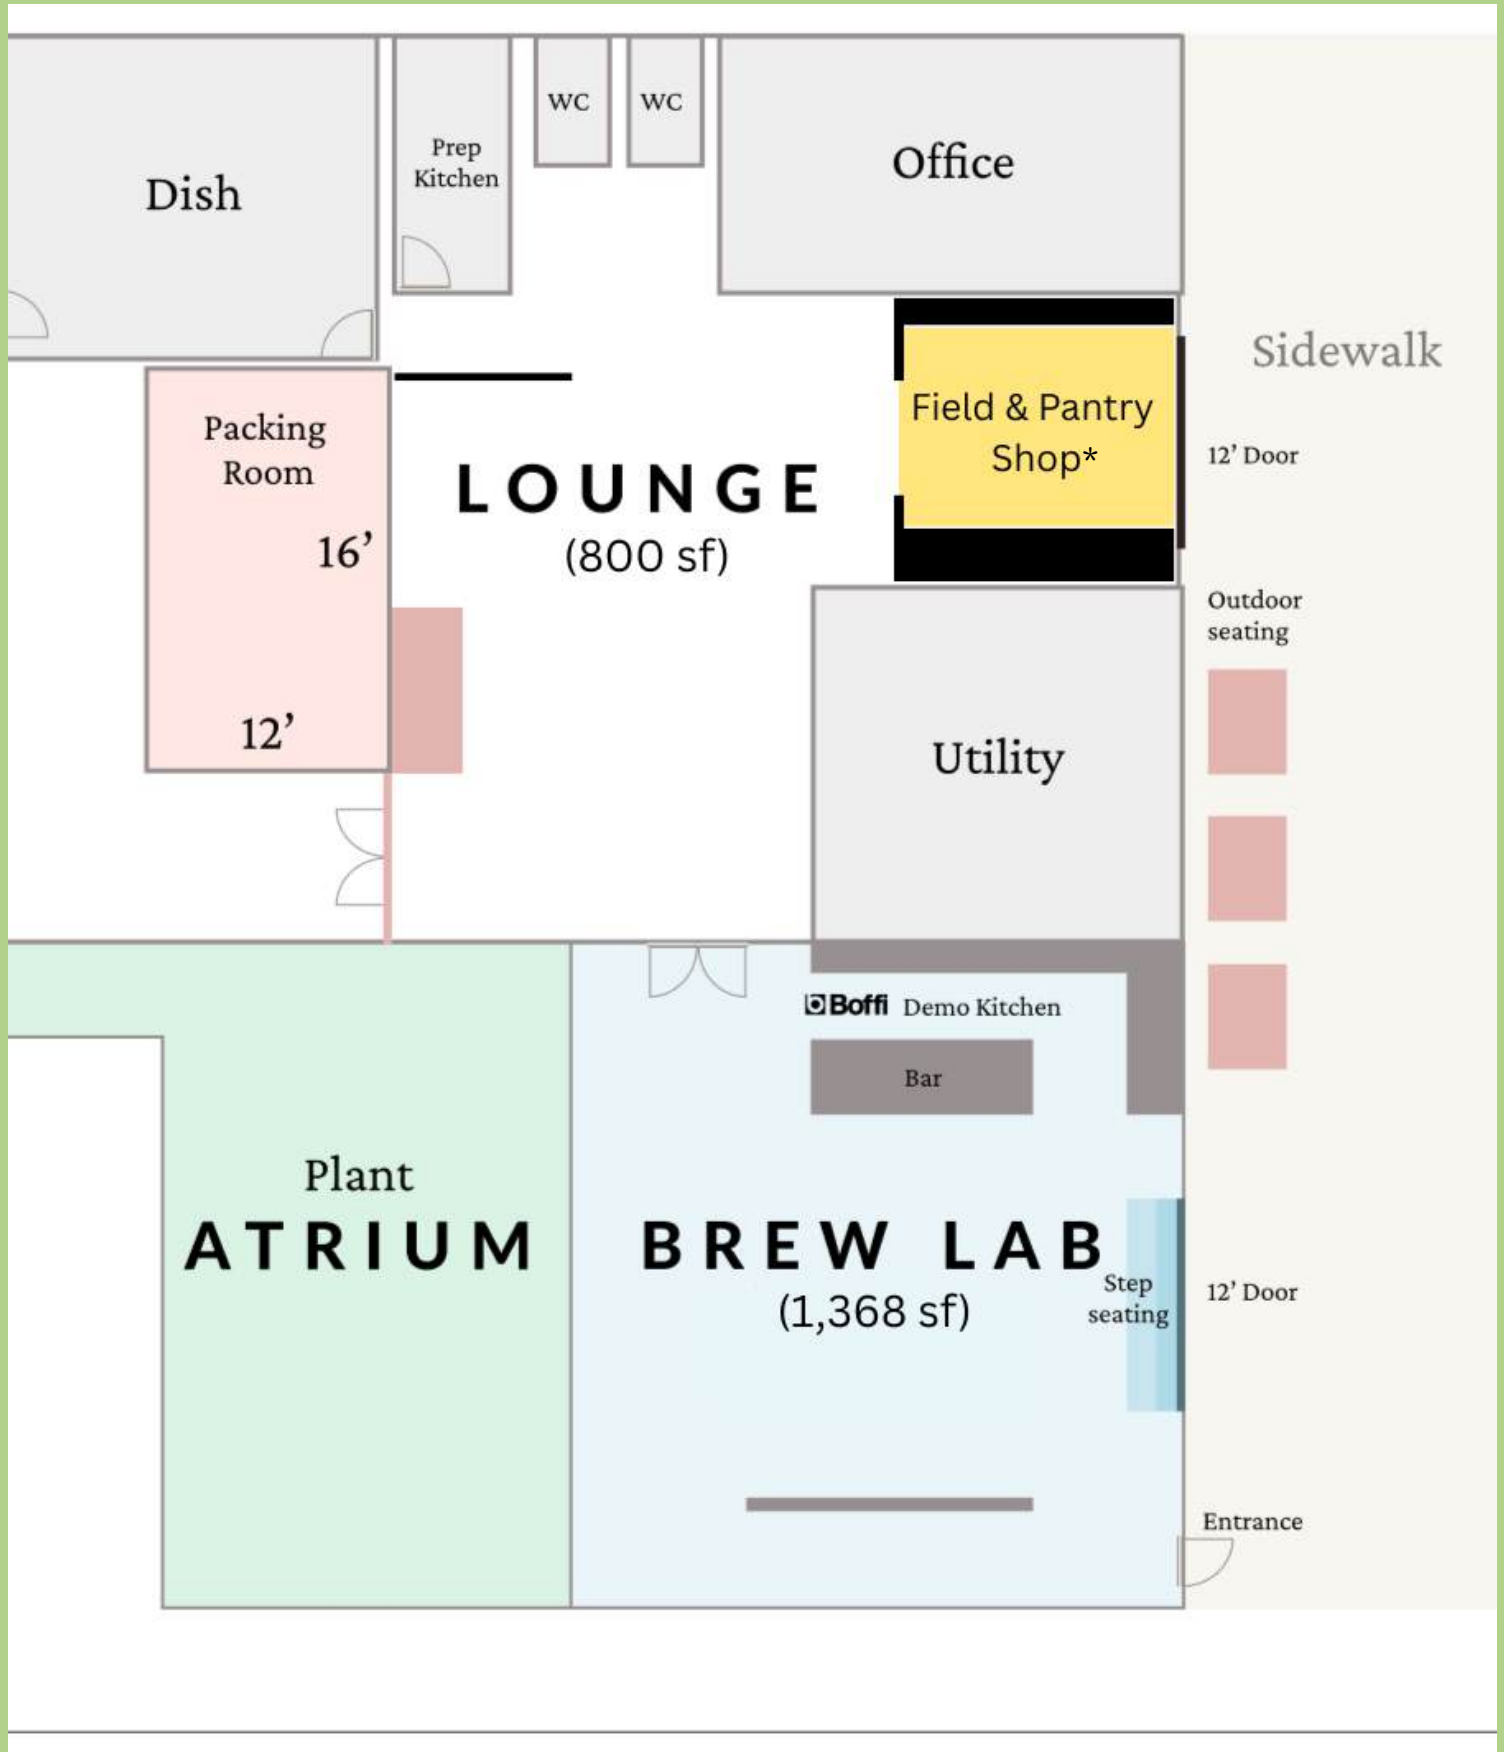 WC
WC
Prep
Kitchen
Office
Dish
Sidewalk
Field & Pantry
Shop*
Packing
Room
12’ Door
LOUNGE
(800 sf)
16’
Outdoor
seating
12’
Utility
Boffi Demo Kitchen
Bar
Plant
ATRIUM
BREW LAB
(1,368 sf)
Step
seating
12’ Door
Entrance